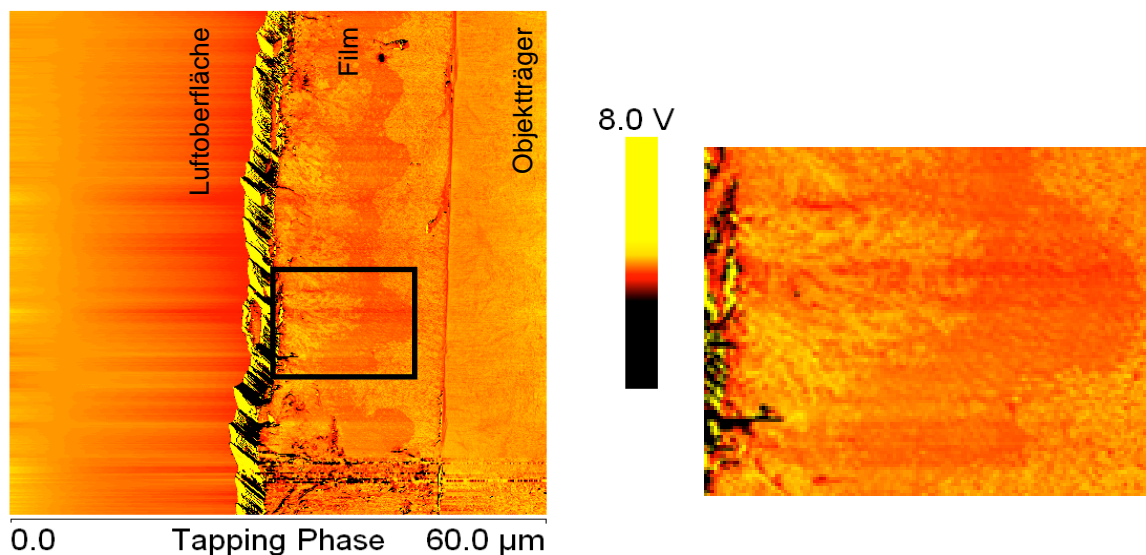 Luftoberfläche
Film
Objektträger
8.0 V
0.0 Tapping Phase 60.0 µm